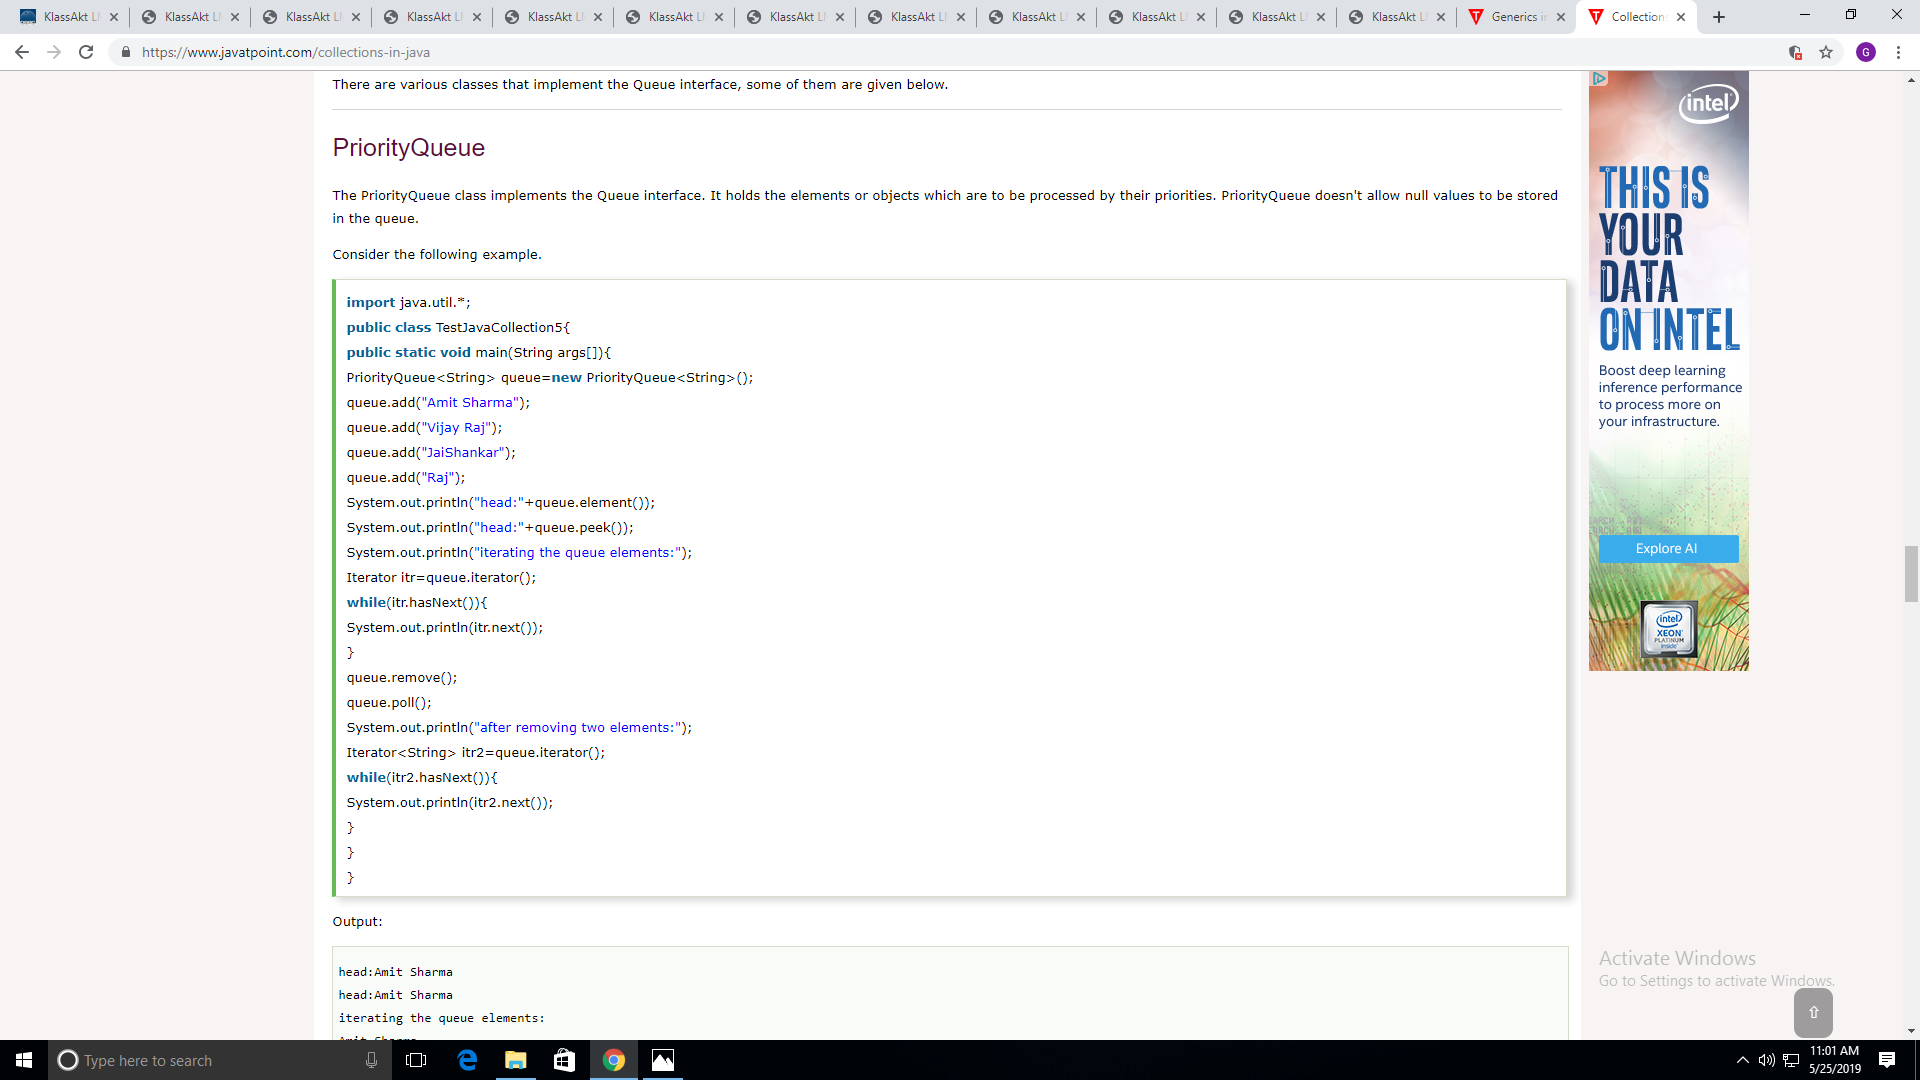 KlassAkt L
KlassAkt L
KlassAkt L
KlassAkt L
KlassAkt L
KlassAkt L
KlassAkt L
KlassAkt L
KlassAkt L
KlassAkt L
KlassAkt L
KlassAkt L
Generics i
Collection
https://www.javatpoint.com/collections-in-java
G
There are various classes that implement the Queue interface, some of them are given below.
PriorityQueue
The PriorityQueue class implements the Queue interface. It holds the elements or objects which are to be processed by their priorities. PriorityQueue doesn't allow null values to be stored
in the queue.
Consider the following example.
import java.util.*;
public class TestJavaCollection5{
public static void main(String args[]){
PriorityQueue<String> queue=new PriorityQueue<String>();
queue.add("Amit Sharma");
queue.add("Vijay Raj");
queue.add("JaiShankar");
queue.add("Raj");
System.out.println("head:"+queue.element());
System.out.println("head:"+queue.peek());
System.out.println("iterating the queue elements:");
Iterator itr=queue.iterator();
while(itr.hasNext()){
System.out.println(itr.next());
}
queue.remove();
queue.poll();
System.out.println("after removing two elements:");
Iterator<String> itr2=queue.iterator();
while(itr2.hasNext()){
System.out.println(itr2.next());
}
}
}
Output:
head:Amit Sharma
head:Amit Sharma
iterating the queue elements:
Amit Sharma
intel
THIS IS
YOUR
DATA
ON INTEL
Boost deep learning
inference performance
to process more on
your infrastructure.
Explore AI
intel
XEON
PLATINUM
inside
Activate Windows
Go to Settings to activate Windows.
Type here to search
11:01 AM
5/25/2019